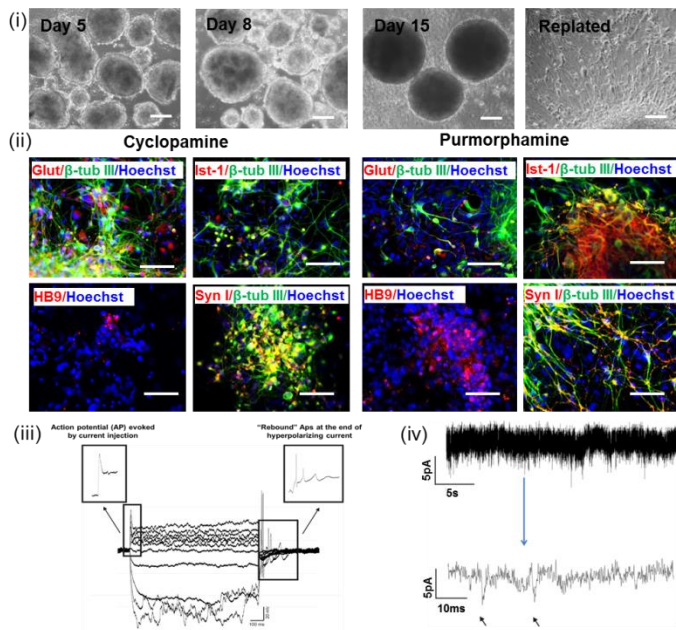 (i)
Day 5
Day 8
Day 15
Replated
(ii)
Cyclopamine
Purmorphamine
Glut/β-tub III/Hoechst
Ist-1/β-tub III/Hoechst
Glut/β-tub III/Hoechst
Ist-1/β-tub III/Hoechst
HB9/Hoechst
Syn I/β-tub III/Hoechst
HB9/Hoechst
Syn I/β-tub III/Hoechst
(iii)
Action potential (AP) evoked
by current injection
"Rebound" Aps at the end of
hyperpolarizing current
100 ms
(iv)
5pA
5s
5pA
10ms